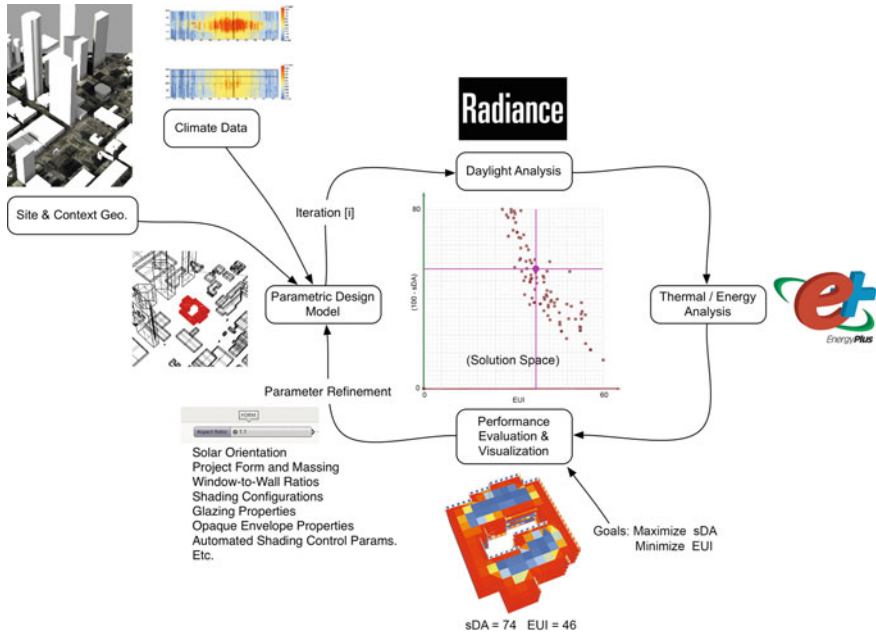 Radiance
Climate Data
Daylight Analysis
Iteration [i]
Site & Context Geo.
80
(100 - sDA)
(Solution Space)
0
0
60
EUI
Parametric Design
Model
Thermal / Energy
Analysis
e+
EnergyPlus
Parameter Refinement
Performance
Evaluation &
Visualization
FORM
Aspect Ratio
1.1
Solar Orientation
Project Form and Massing
Window-to-Wall Ratios
Shading Configurations
Glazing Properties
Opaque Envelope Properties
Automated Shading Control Params.
Etc.
Goals: Maximize sDA
Minimize EUI
sDA = 74 EUI = 46